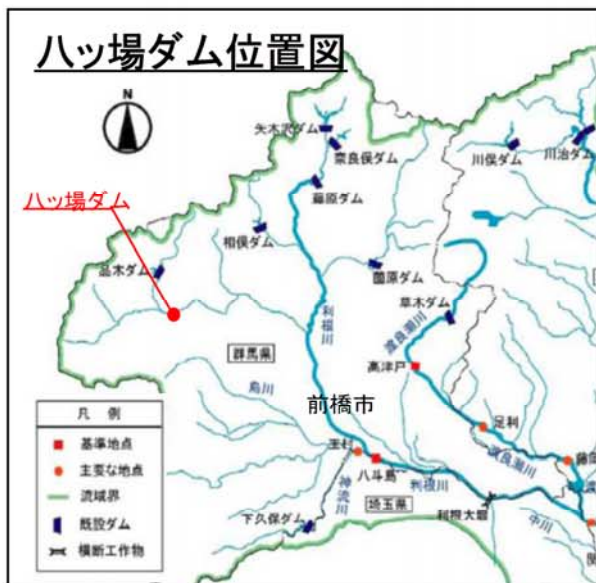 八ッ場ダム位置図
N
矢木沢ダム
奈良俣ダム
川俣ダム
川治ダム
藤原ダム
八ッ場ダム
相俣ダム
品木ダム
薗原ダム
草木ダム
利根川
渡良瀬川
群馬県
高津戸
烏川
前橋市
足利
凡 例
基準地点
主要な地点
流域界
既設ダム
横断工作物
八斗島
渡良瀬川
神流川
利根川
埼玉県
下久保ダム
利根大堰
中川